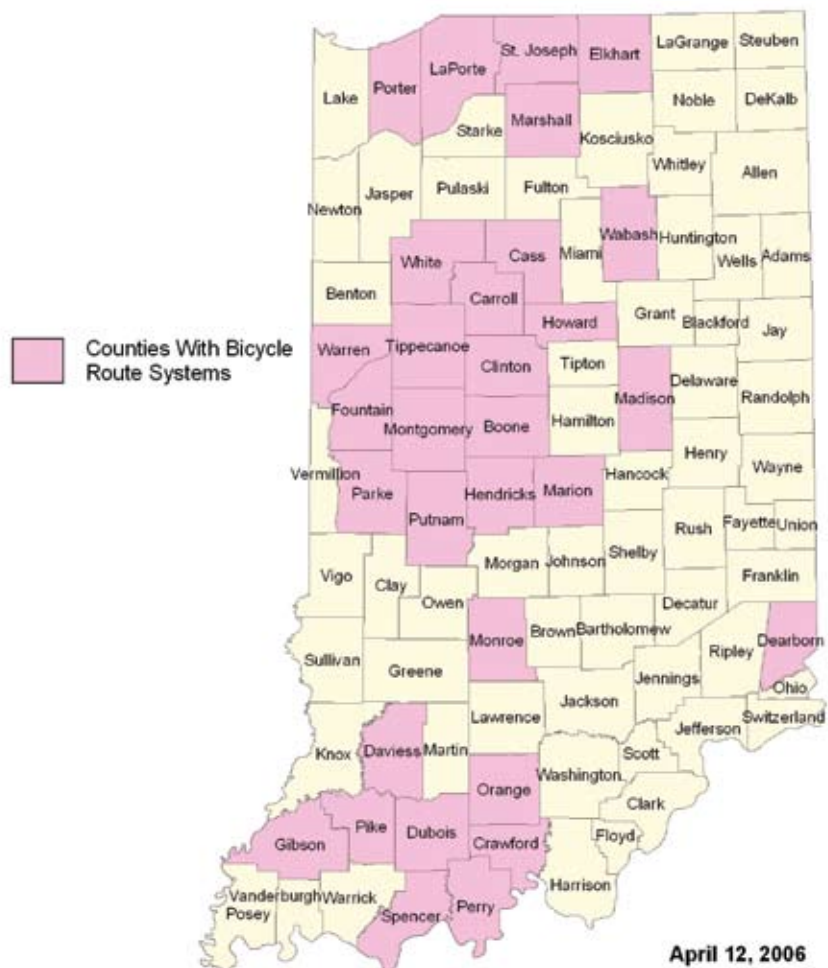 St. Joseph
Elkhart
LaGrange
Steuben
LaPorte
Porter
Lake
Noble
DeKalb
Marshall
Starke
Kosciusko
Whitley
Allen
Jasper
Pulaski
Fulton
Newton
Wabash
Huntington
Miami
Wells
Adams
White
Cass
Benton
Carroll
Grant
Blackford
Jay
Howard
Counties With Bicycle
Route Systems
Warren
Tippecanoe
Clinton
Tipton
Delaware
Madison
Randolph
Fountain
Montgomery
Boone
Hamilton
Henry
Wayne
Vermillion
Hancock
Parke
Hendricks
Marion
Putnam
Rush
Fayette
Union
Shelby
Morgan
Johnson
Vigo
Clay
Franklin
Owen
Decatur
Monroe
Brown
Bartholomew
Dearborn
Ripley
Sullivan
Greene
Jennings
Ohio
Jackson
Lawrence
Switzerland
Jefferson
Knox
Daviess
Martin
Scott
Washington
Orange
Clark
Pike
Dubois
Gibson
Crawford
Floyd
Harrison
Vanderburgh
Warrick
Posey
Spencer
Perry
April 12, 2006